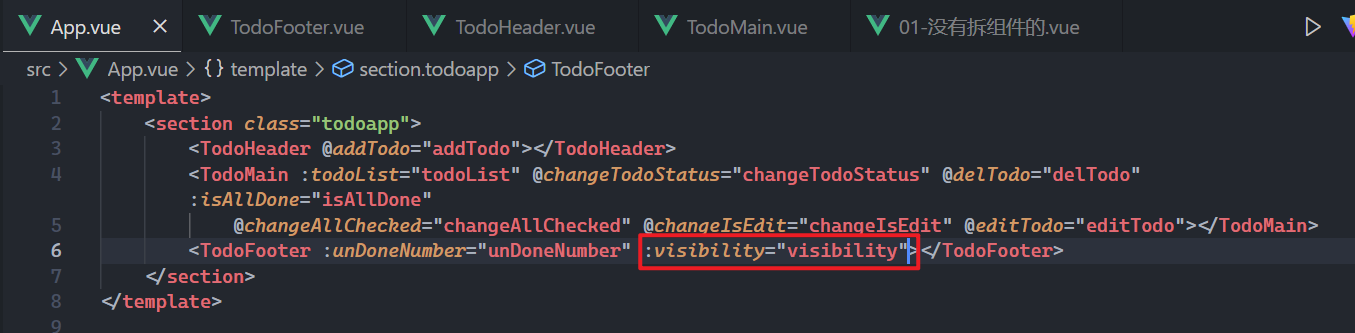 App.vue TodoFooter.vue TodoHeader.vue TodoMain.vue 01-没有拆组件的.vue
src > App.vue > {} template > section.todoapp > TodoFooter
1 <template>
2 <section class="todoapp">
3 <TodoHeader @addTodo="addTodo"></TodoHeader>
4 <TodoMain :todoList="todoList" @changeTodoStatus="changeTodoStatus" @delTodo="delTodo"
:isAllDone="isAllDone"
5 @changeAllChecked="changeAllChecked" @changeIsEdit="changeIsEdit" @editTodo="editTodo"></TodoMain>
6 <TodoFooter :unDoneNumber="unDoneNumber" :visibility="visibility"></TodoFooter>
7 </section>
8 </template>
9